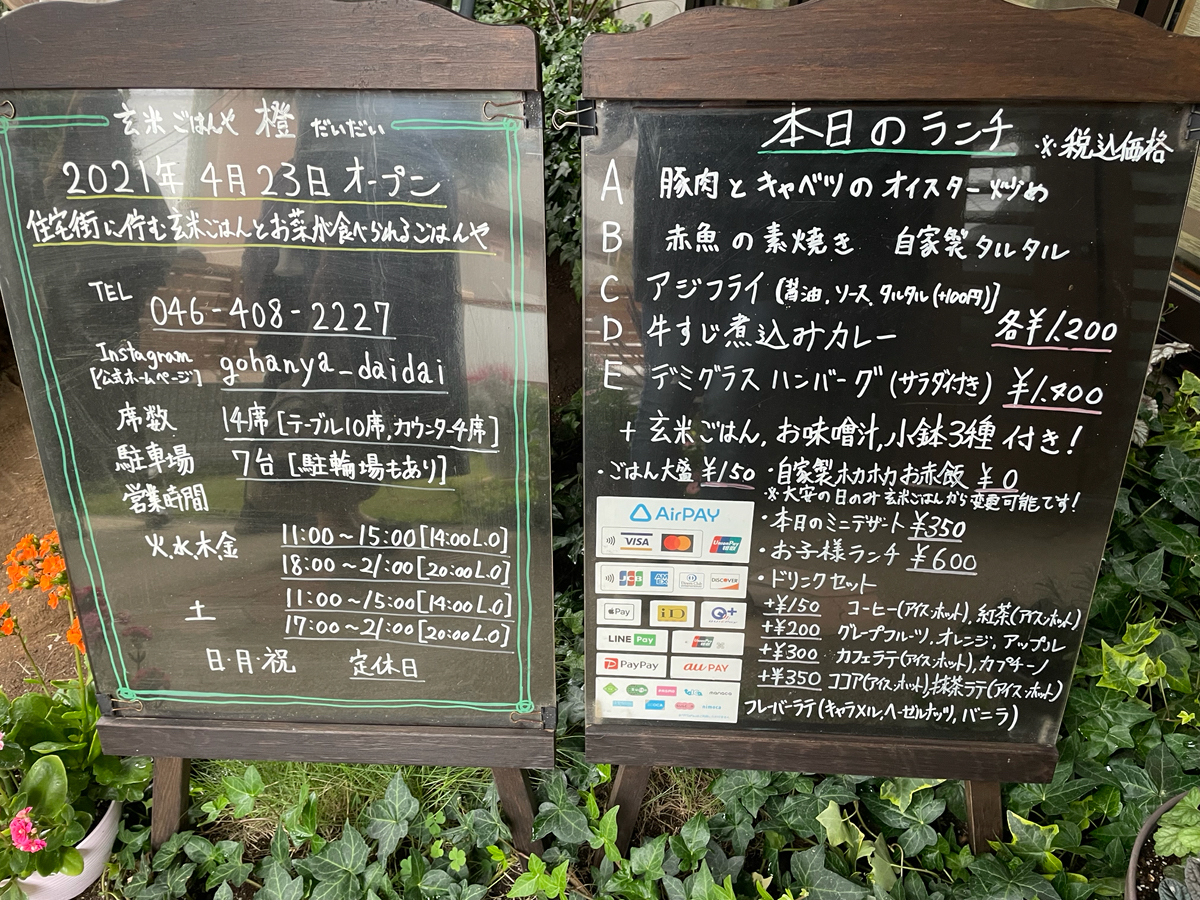 玄米ごはんや 橙 だいだい
2021年 4月23日 オープン
住宅街に佇む玄米ごはんとお菜が食べられるごはんや
TEL
046-408-2227
Instagram
[公式ホームページ]
gohanya_daidai
席数 14席 [テーブル10席,カウンター4席]
駐車場 7台 [駐輪場もあり]
営業時間
火水木金 11:00～15:00 [14:00 L.O]
18:00～21:00 [20:00 L.O]
土 11:00～15:00 [14:00 L.O]
17:00～21:00 [20:00 L.O]
日・月・祝 定休日
本日のランチ ※税込価格
A 豚肉とキャベツのオイスター炒め
B 赤魚の素焼き 自家製タルタル
C アジフライ [醤油,ソース,タルタル(+100円)]
D 牛すじ煮込みカレー 各¥1,200
E デミグラスハンバーグ(サラダ付き) ¥1,400
+ 玄米ごはん,お味噌汁,小鉢3種 付き!
・ごはん大盛 ¥150 ・自家製ホカホカお赤飯 ¥0
※大安の日のみ玄米ごはんから変更可能です!
・本日のミニデザート ¥350
・お子様ランチ ¥600
・ドリンクセット
+¥150 コーヒー(アイス・ホット),紅茶(アイス・ホット)
+¥200 グレープフルーツ,オレンジ,アップル
+¥300 カフェラテ(アイス・ホット),カプチーノ
+¥350 ココア(アイス・ホット),抹茶ラテ(アイス・ホット)
フレーバーラテ(キャラメル,ヘーゼルナッツ,バニラ)
AirPAY
VISA
UnionPay
JCB AMEX DISCOVER
Pay iD
LINE Pay
PayPay au PAY
manaca